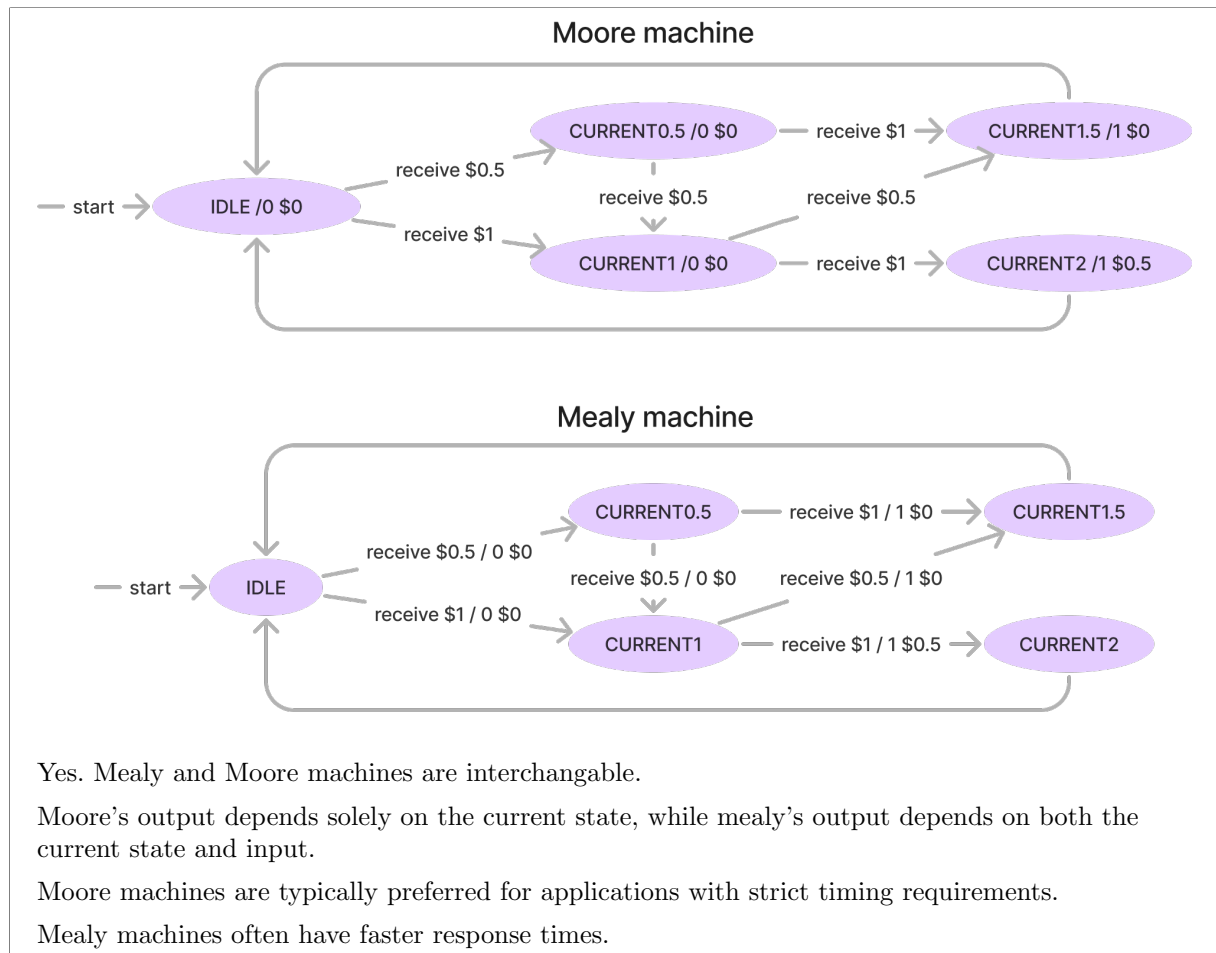 Moore machine
CURRENT0.5 /0 $0
receive $1
CURRENT1.5 /1 $0
receive $0.5
receive $0.5
receive $0.5
start
IDLE /0 $0
receive $1
CURRENT1 /0 $0
receive $1
CURRENT2 /1 $0.5
Mealy machine
CURRENT0.5
receive $1 / 1 $0
CURRENT1.5
receive $0.5 / 0 $0
receive $0.5 / 0 $0
receive $0.5 / 1 $0
start
IDLE
receive $1 / 0 $0
CURRENT1
receive $1 / 1 $0.5
CURRENT2
Yes. Mealy and Moore machines are interchangable.
Moore's output depends solely on the current state, while mealy's output depends on both the
current state and input.
Moore machines are typically preferred for applications with strict timing requirements.
Mealy machines often have faster response times.